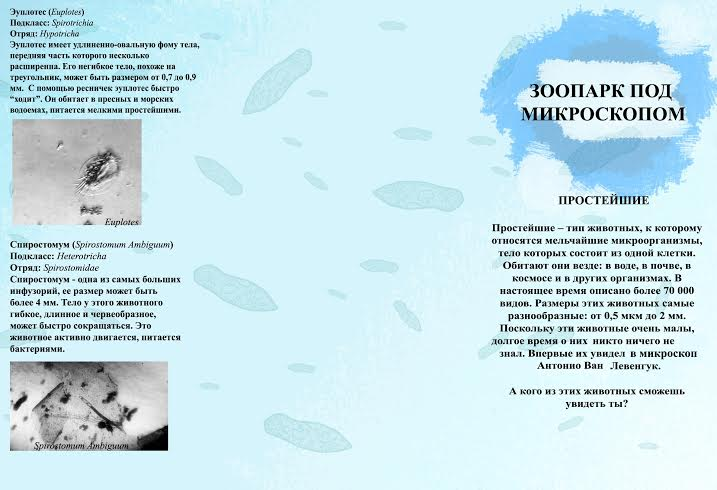 Эуплотес (Euplotes)
Подкласс: Spirotrichia
Отряд: Hypotricha
Эуплотес имеет удлиненно-овальную фому тела,
передняя часть которого несколько
расширенна. Его негибкое тело, похоже на
треугольник, может быть размером от 0,7 до 0,9
мм. С помощью ресничек эуплотес быстро
“ходит”. Он обитает в пресных и морских
водоемах, питается мелкими простейшими.
Euplotes
Спиростомум (Spirostomum Ambiguum)
Подкласс: Heterotricha
Отряд: Spirostomidae
Спиростомум - одна из самых больших
инфузорий, ее размер может быть
более 4 мм. Тело у этого животного
гибкое, длинное и червеобразное,
может быстро сокращаться. Это
животное активно двигается, питается
бактериями.
Spirostomum Ambiguum
ЗООПАРК ПОД
МИКРОСКОПОМ
ПРОСТЕЙШИЕ
Простейшие – тип животных, к которому
относятся мельчайшие микроорганизмы,
тело которых состоит из одной клетки.
Обитают они везде: в воде, в почве, в
космосе и в других организмах. В
настоящее время описано более 70 000
видов. Размеры этих животных самые
разнообразные: от 0,5 мкм до 2 мм.
Поскольку эти животные очень малы,
долгое время о них никто ничего не
знал. Впервые их увидел в микроскоп
Антонио Ван Левенгук.
А кого из этих животных сможешь
увидеть ты?